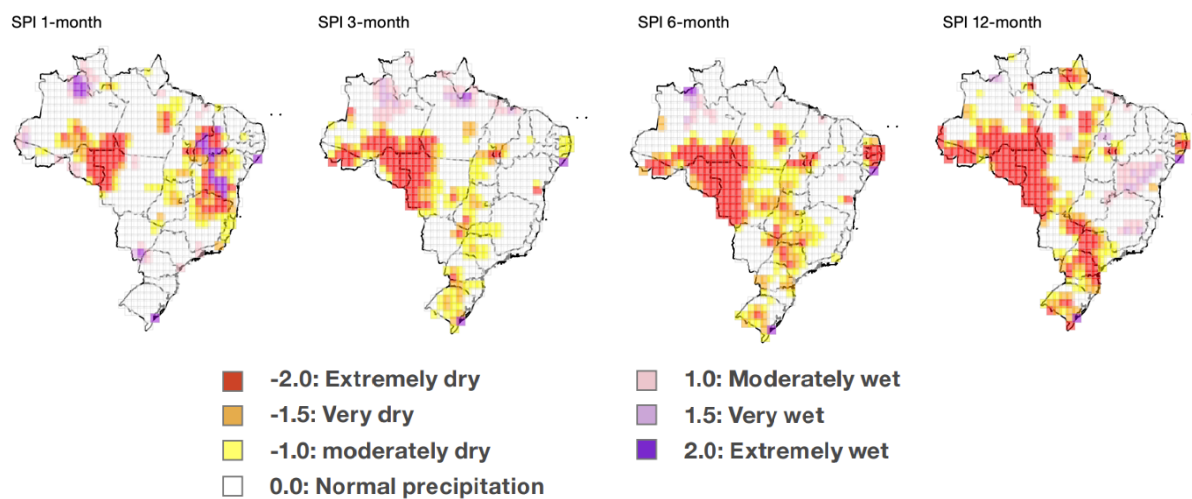 SPI 1-month
SPI 3-month
SPI 6-month
SPI 12-month
-2.0: Extremely dry
-1.5: Very dry
-1.0: moderately dry
0.0: Normal precipitation
1.0: Moderately wet
1.5: Very wet
2.0: Extremely wet